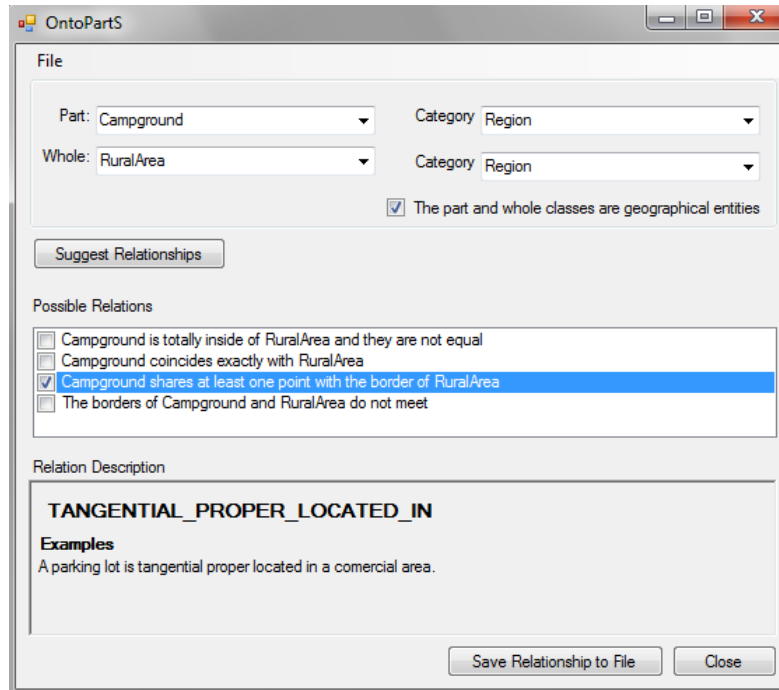 OntoPartS
File
Part: Campground Category Region
Whole: RuralArea Category Region
The part and whole classes are geographical entities
Suggest Relationships
Possible Relations
Campground is totally inside of RuralArea and they are not equal
Campground coincides exactly with RuralArea
Campground shares at least one point with the border of RuralArea
The borders of Campground and RuralArea do not meet
Relation Description
TANGENTIAL_PROPER_LOCATED_IN
Examples
A parking lot is tangential proper located in a comercial area.
Save Relationship to File Close